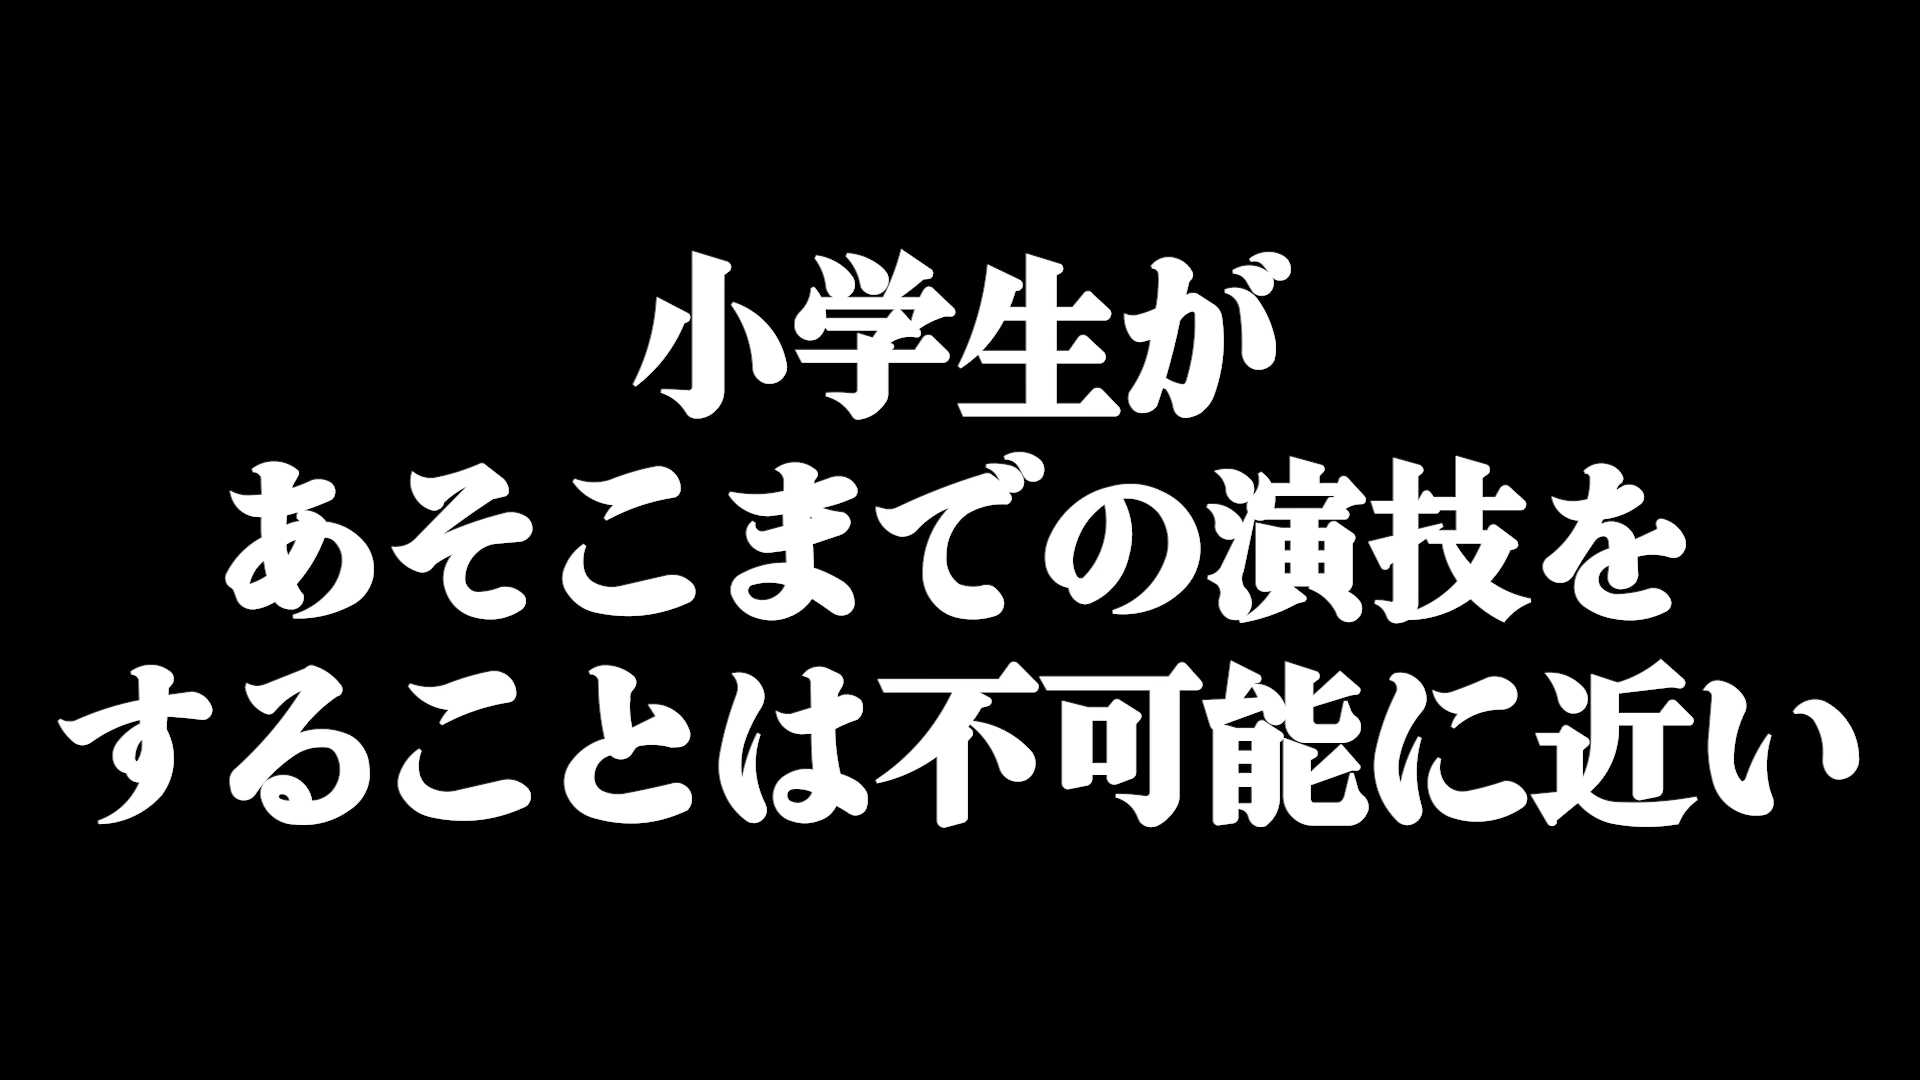 小学生が
あそこまでの演技を
することは不可能に近い